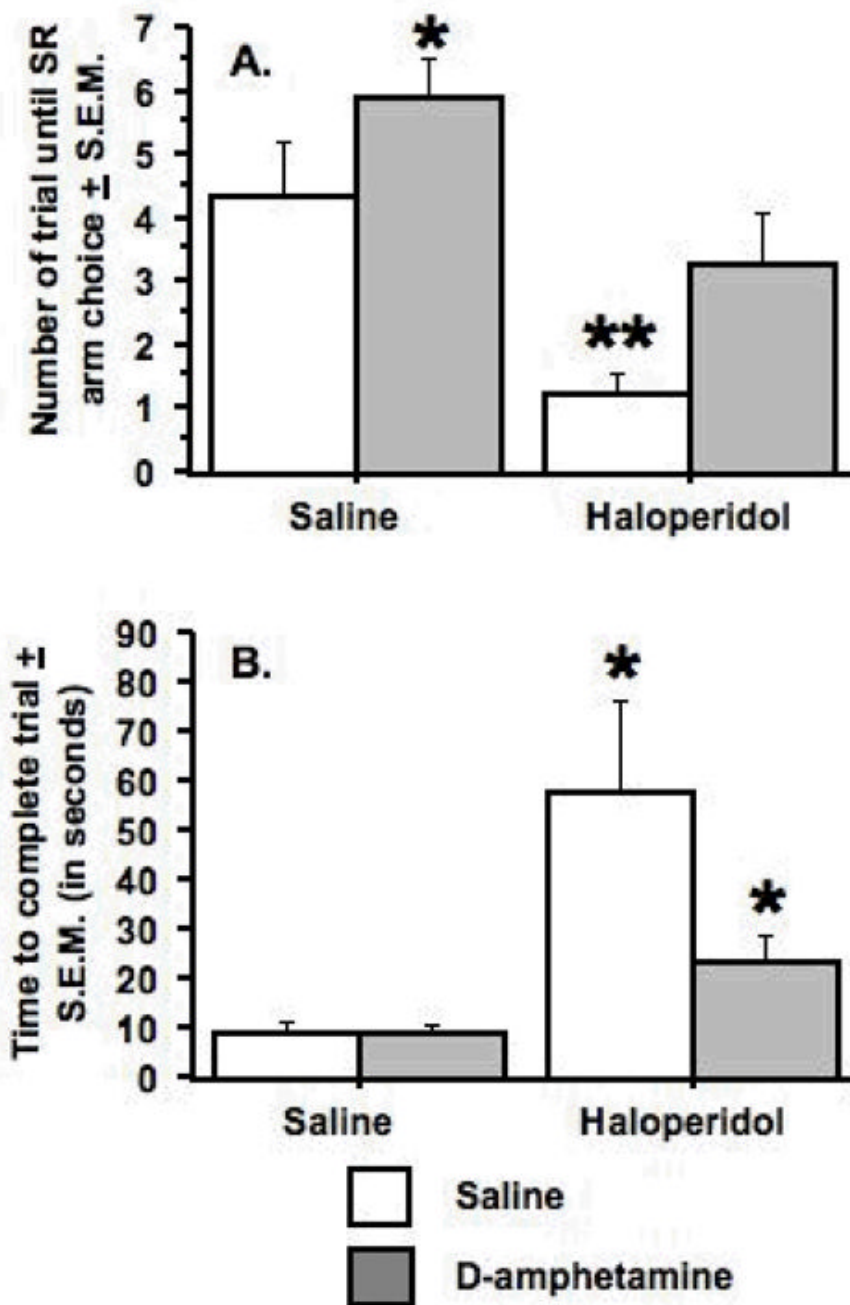 A.
Number of trial until SR
arm choice ± S.E.M.
7
6
5
4
3
2
1
0
*
**
Saline
Haloperidol
B.
Time to complete trial ±
S.E.M. (in seconds)
90
80
70
60
50
40
30
20
10
0
*
*
Saline
Haloperidol
Saline
D-amphetamine